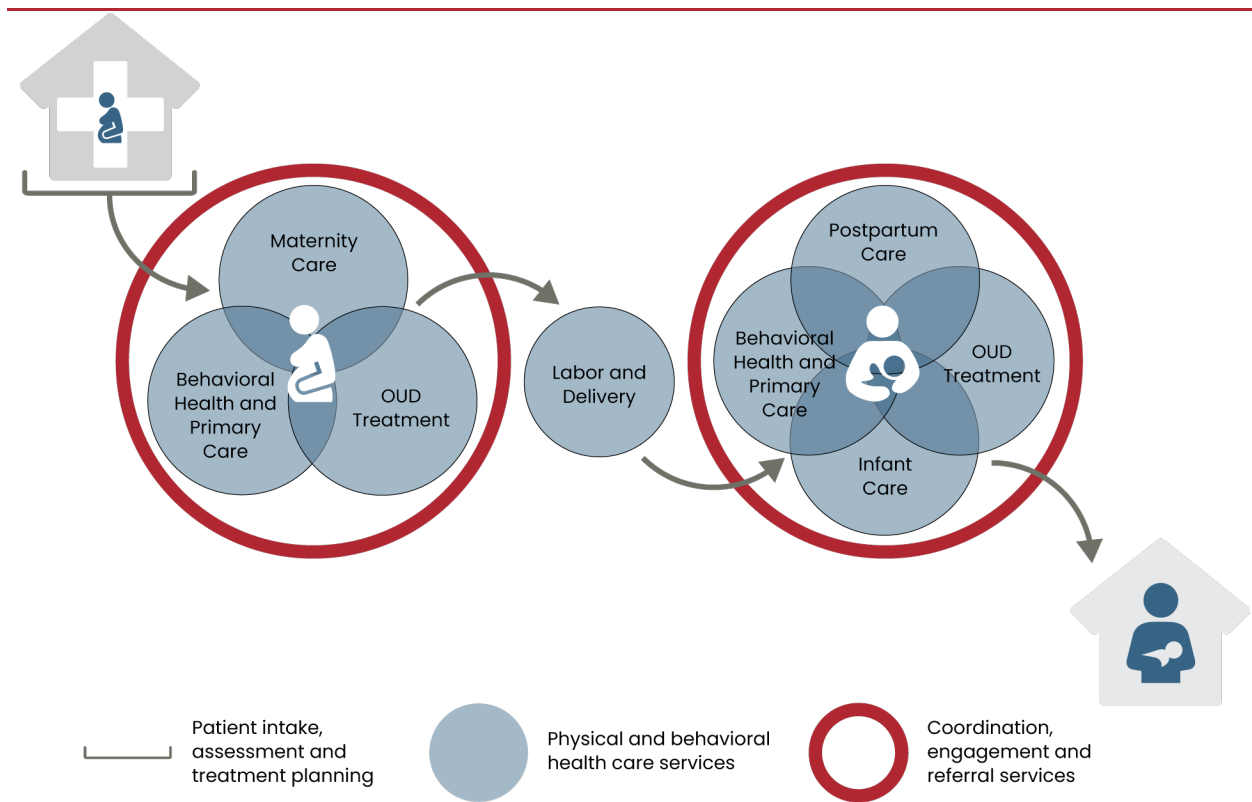 Maternity
Care
Behavioral
Health and
Primary
Care
OUD
Treatment
Labor and
Delivery
Postpartum
Care
Behavioral
Health and
Primary
Care
OUD
Treatment
Infant
Care
Patient intake,
assessment and
treatment planning
Physical and behavioral
health care services
Coordination,
engagement and
referral services